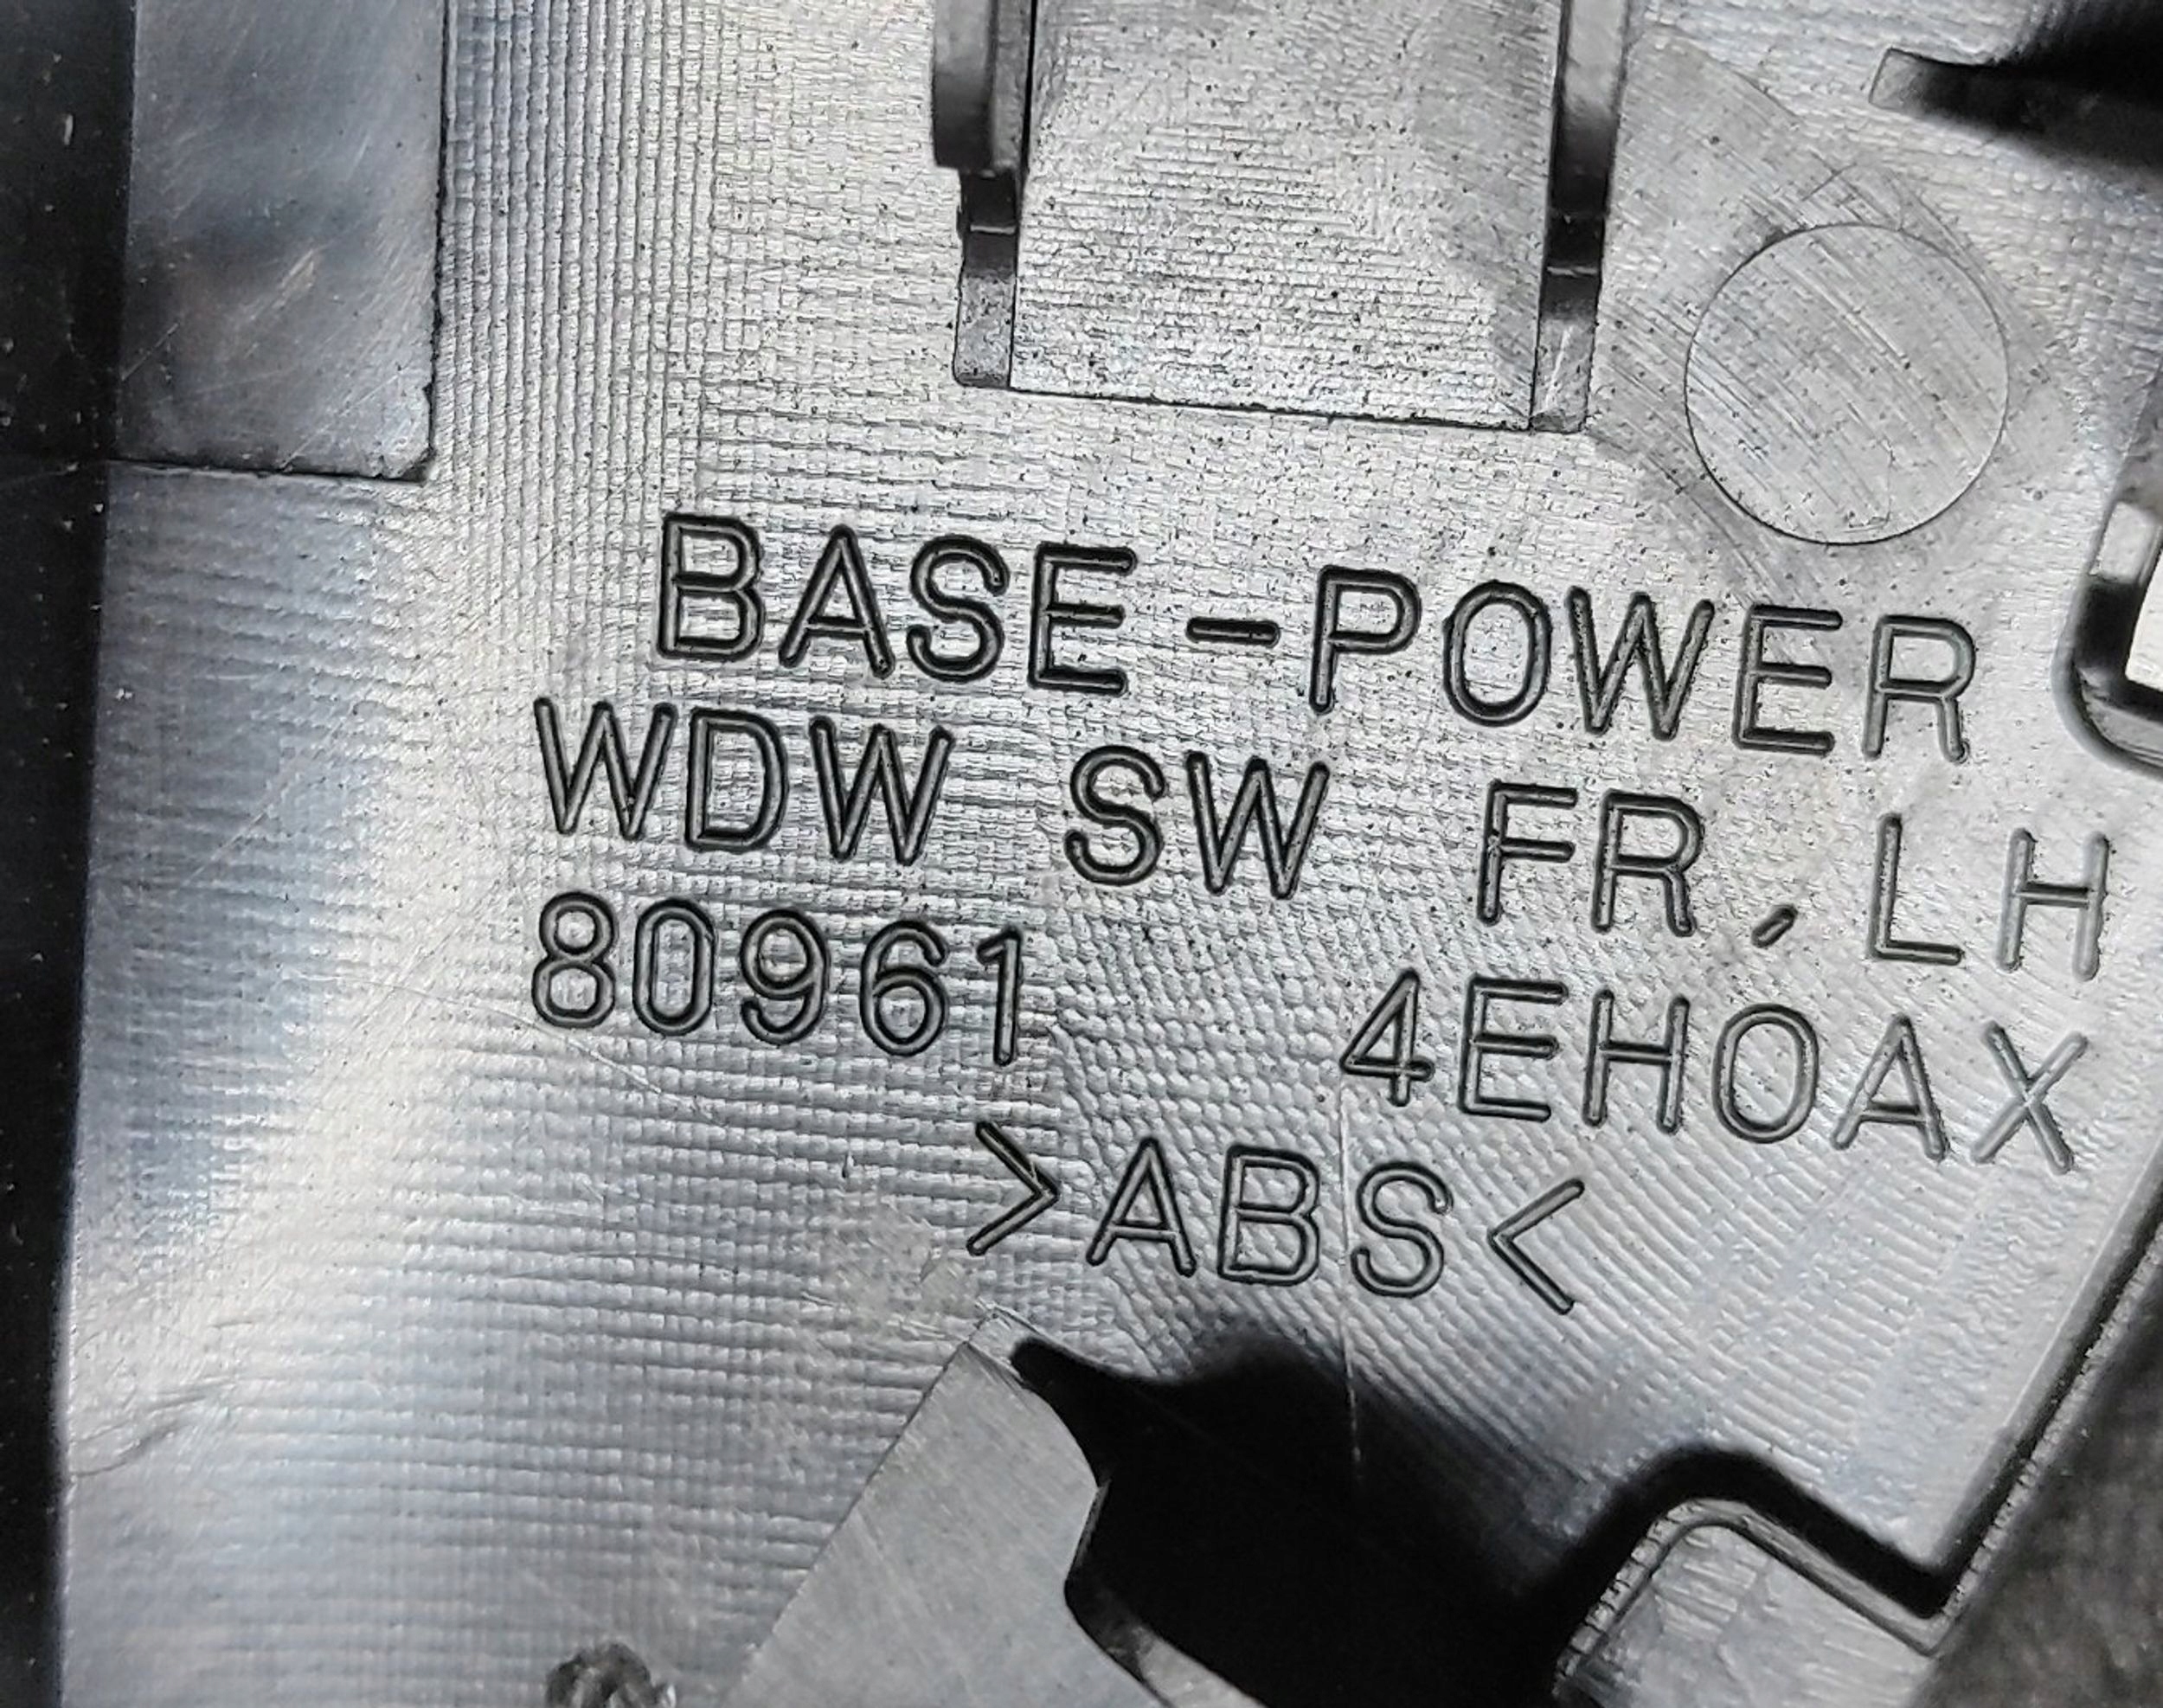 BASE-POWER
WDW SW FR, LH
80961 4EH0AX
>ABS<